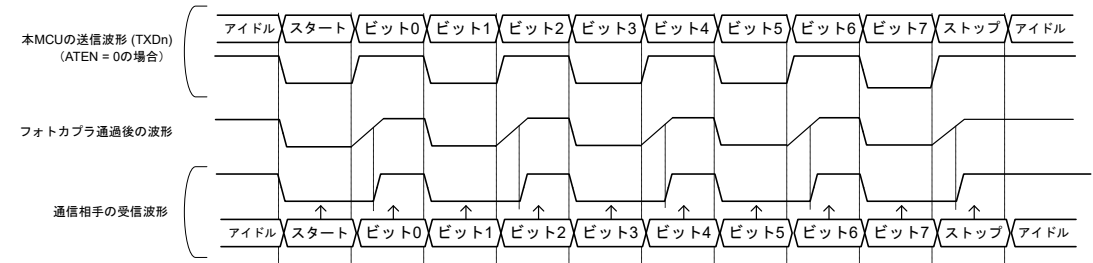 アイドル スタート ビット0 ビット1 ビット2 ビット3 ビット4 ビット5 ビット6 ビット7 ストップ アイドル
本MCUの送信波形 (TXDn)
(ATEN = 0の場合)
フォトカプラ通過後の波形
通信相手の受信波形
アイドル スタート ビット0 ビット1 ビット2 ビット3 ビット4 ビット5 ビット6 ビット7 ストップ アイドル